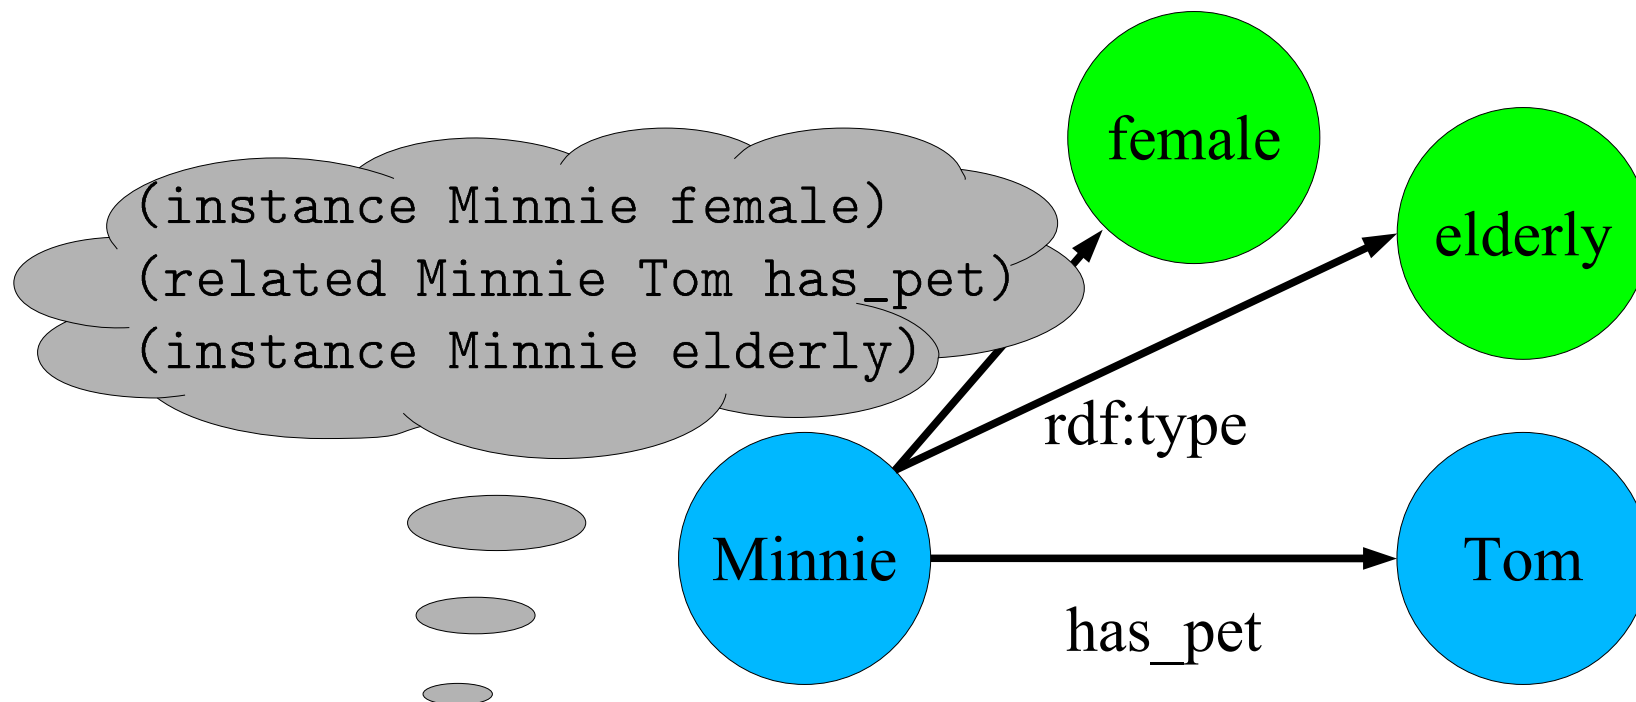 (instance Minnie female)
(related Minnie Tom has_pet)
(instance Minnie elderly)
female
elderly
rdf:type
Minnie
Tom
has_pet